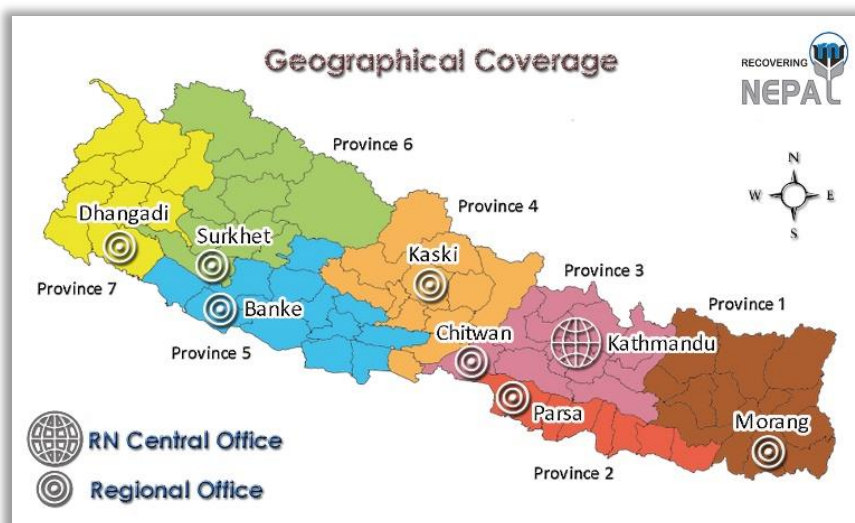 Geographical Coverage
RECOVERING
NEPAL
N
W E
S
Province 6
Province 4
Dhangadi
Surkhet
Kaski
Province 3
Province 7
Province 1
Banke
Chitwan
Kathmandu
Province 5
Parsa
Morang
RN Central Office
Province 2
Regional Office